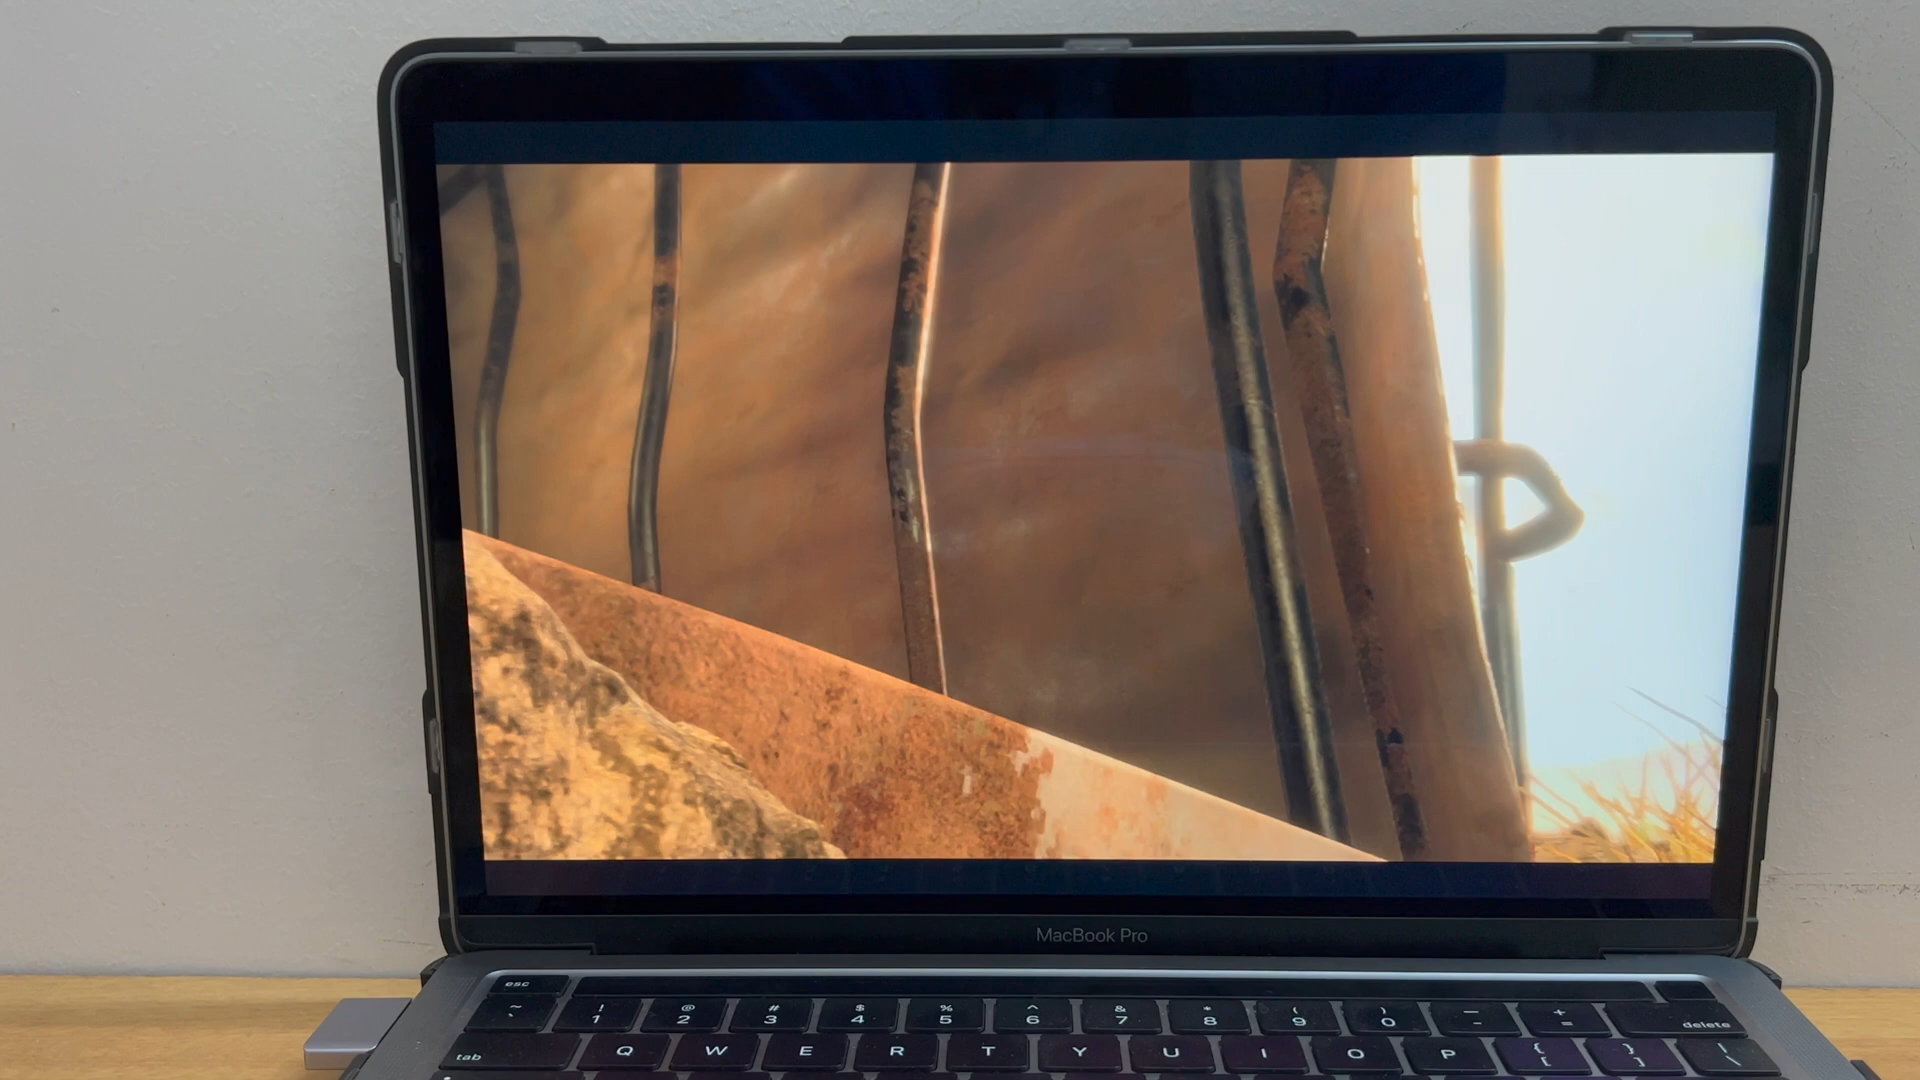 MacBook Pro
esc
~ ` ! 1 @ 2 # 3 $ 4 % 5 ^ 6 & 7 * 8 ( 9 ) 0 _ - + = delete
tab Q W E R T Y U I O P { [ } ] | \